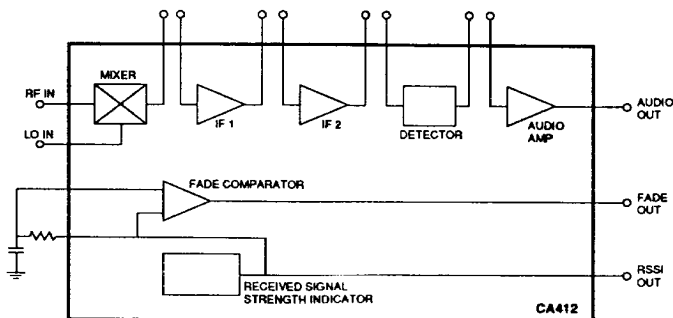 MIXER
RF IN
LO IN
IF 1
IF 2
DETECTOR
AUDIO
AMP
AUDIO
OUT
FADE COMPARATOR
FADE
OUT
RECEIVED SIGNAL
STRENGTH INDICATOR
RSSI
OUT
CA412